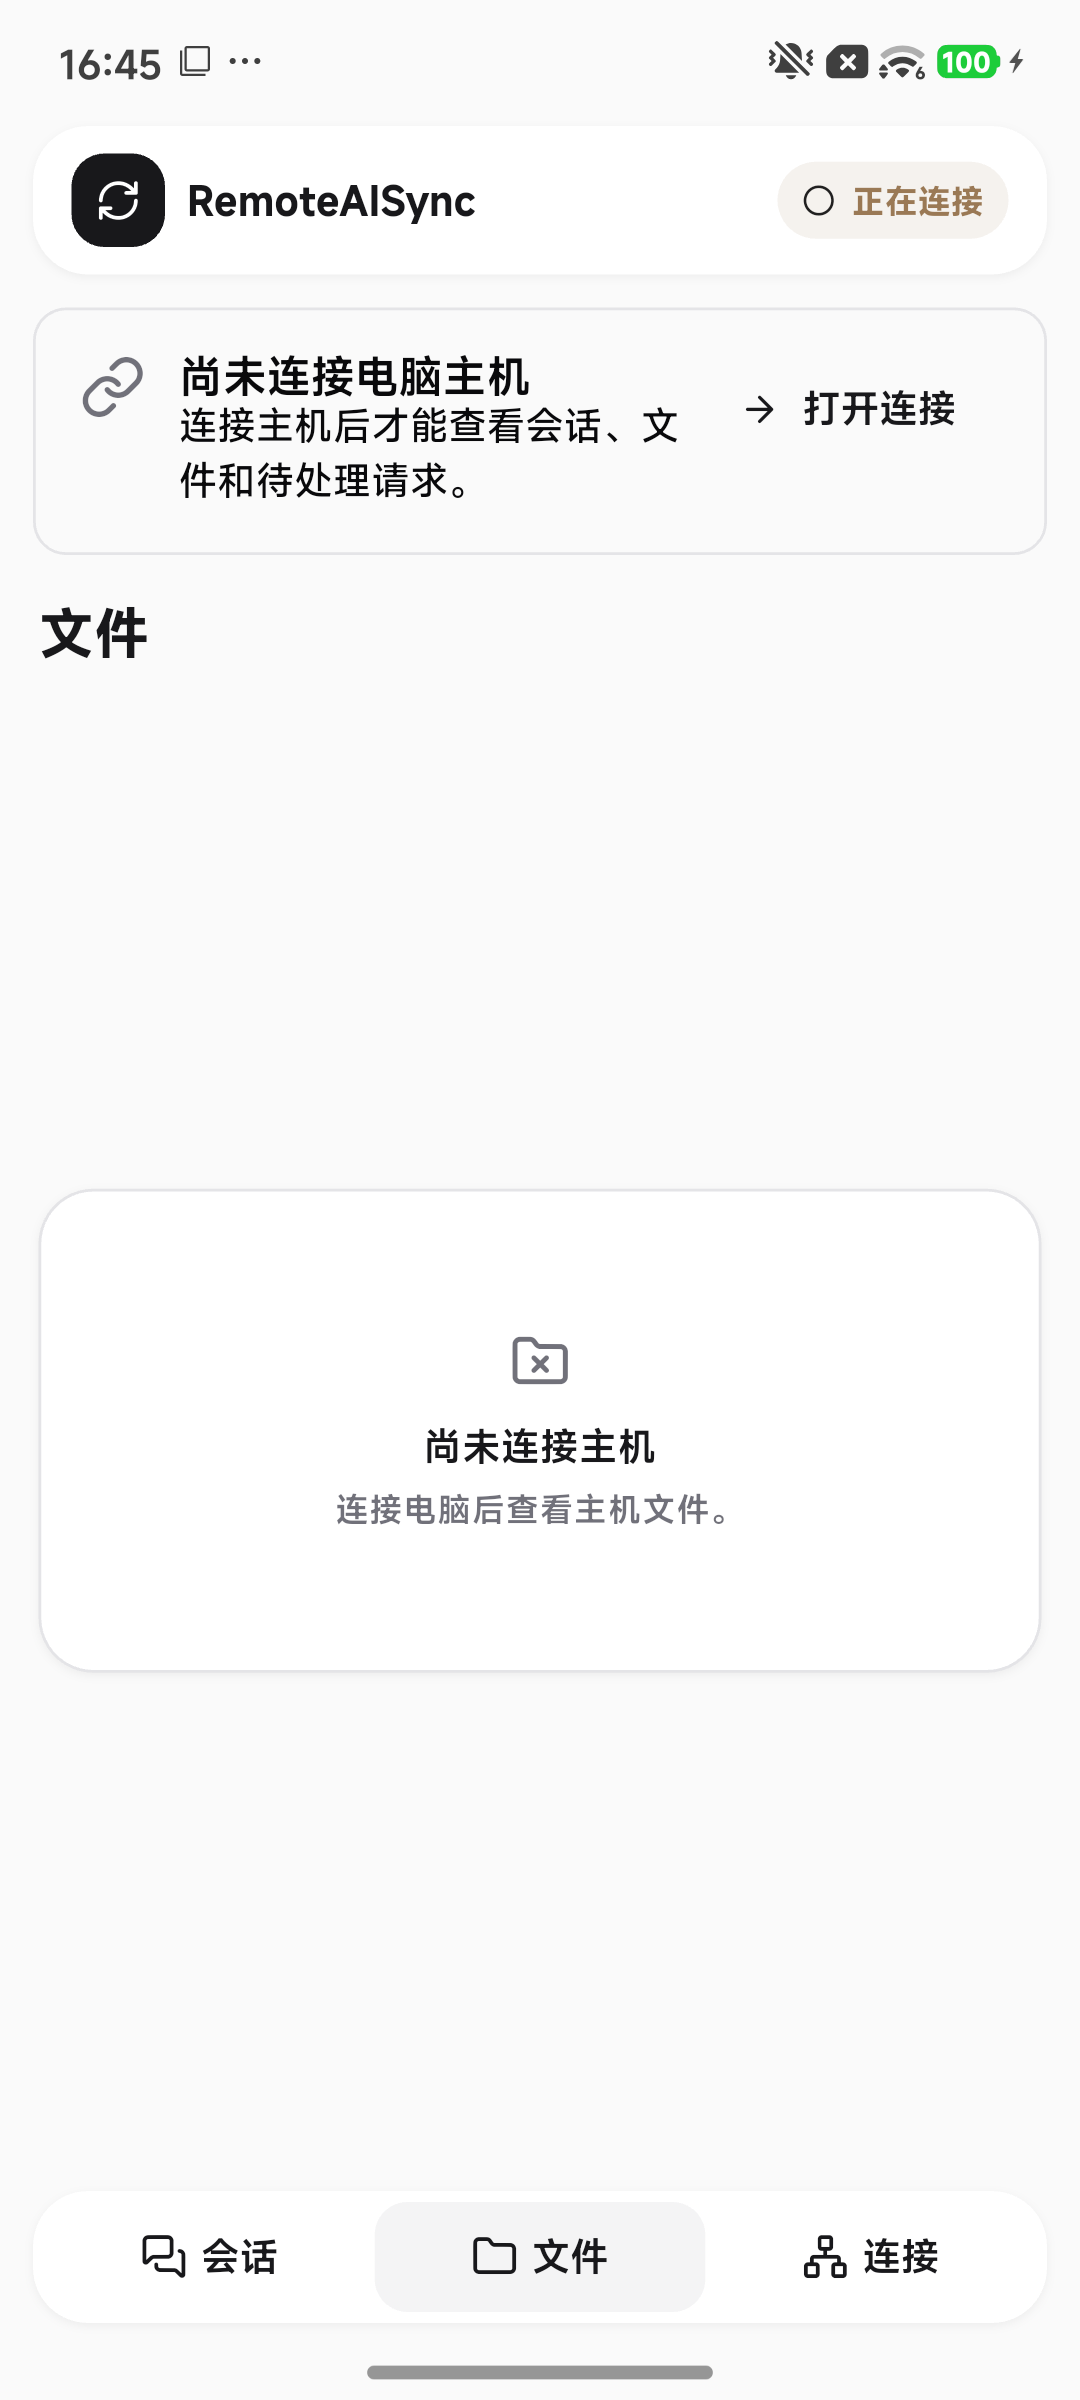 16:45
6
100
RemoteAISync
正在连接
尚未连接电脑主机
连接主机后才能查看会话、文
件和待处理请求。
打开连接
文件
尚未连接主机
连接电脑后查看主机文件。
会话
文件
连接